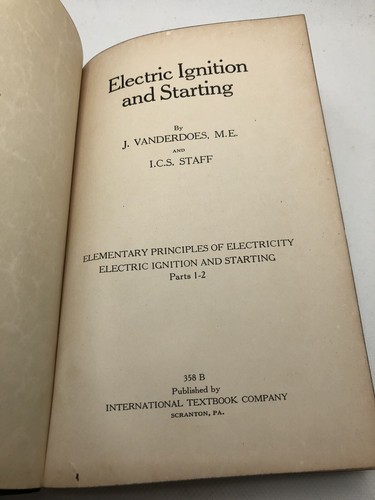 Electric Ignition
and Starting
By
J. VANDERDOES, M.E.
AND
I.C.S. STAFF
ELEMENTARY PRINCIPLES OF ELECTRICITY
ELECTRIC IGNITION AND STARTING
Parts 1-2
358 B
Published by
INTERNATIONAL TEXTBOOK COMPANY
SCRANTON, PA.